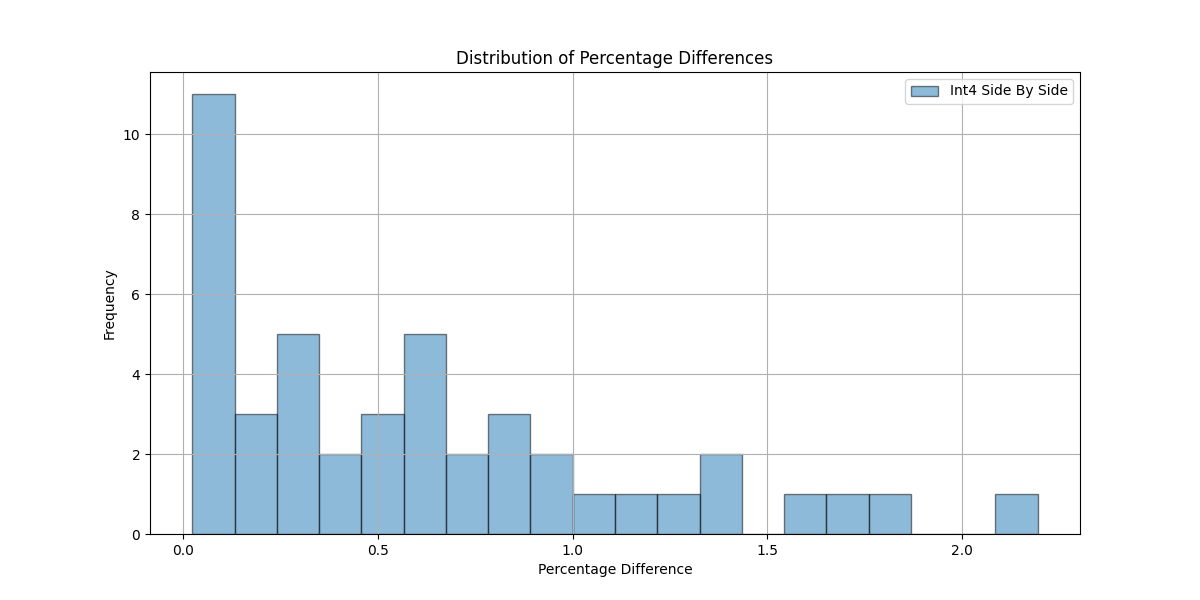 Distribution of Percentage Differences
Int4 Side By Side
Frequency
10
8
6
4
2
0
0.0 0.5 1.0 1.5 2.0
Percentage Difference